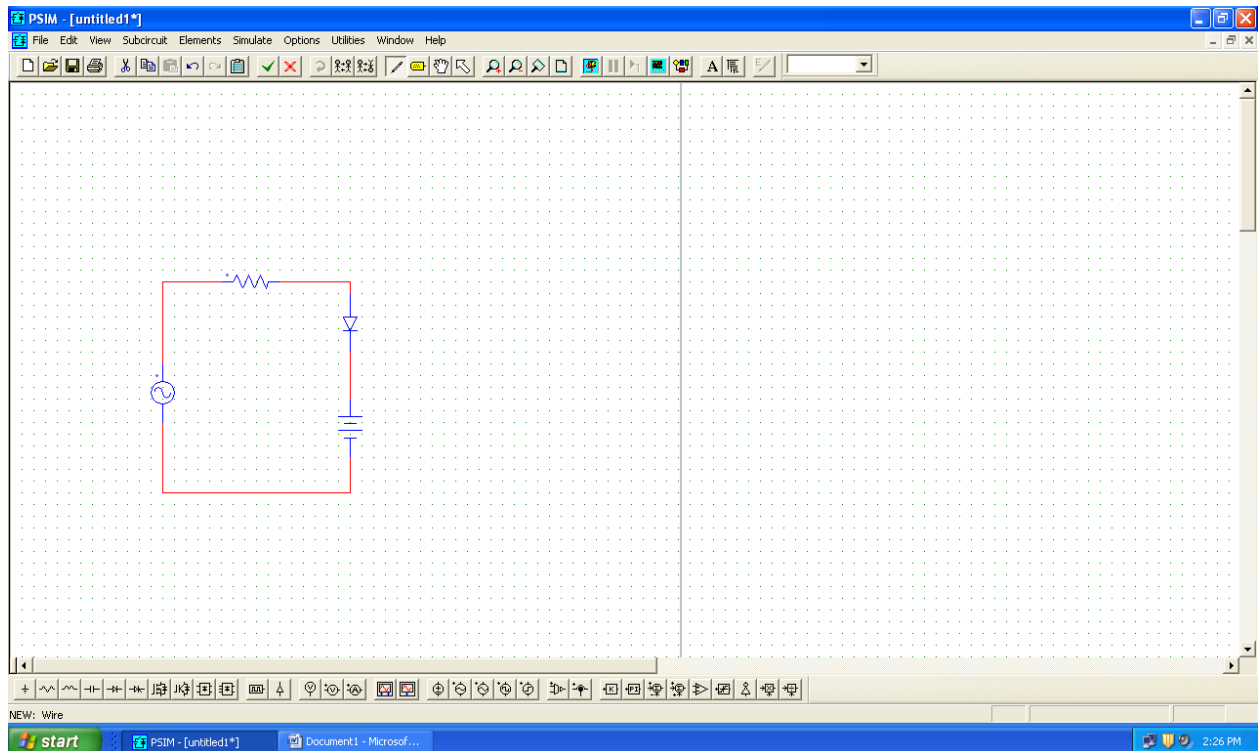 PSIM - [untitled1*]
File Edit View Subcircuit Elements Simulate Options Utilities Window Help
NEW: Wire
start PSIM - [untitled1*] Document1 - Microsof... 2:26 PM